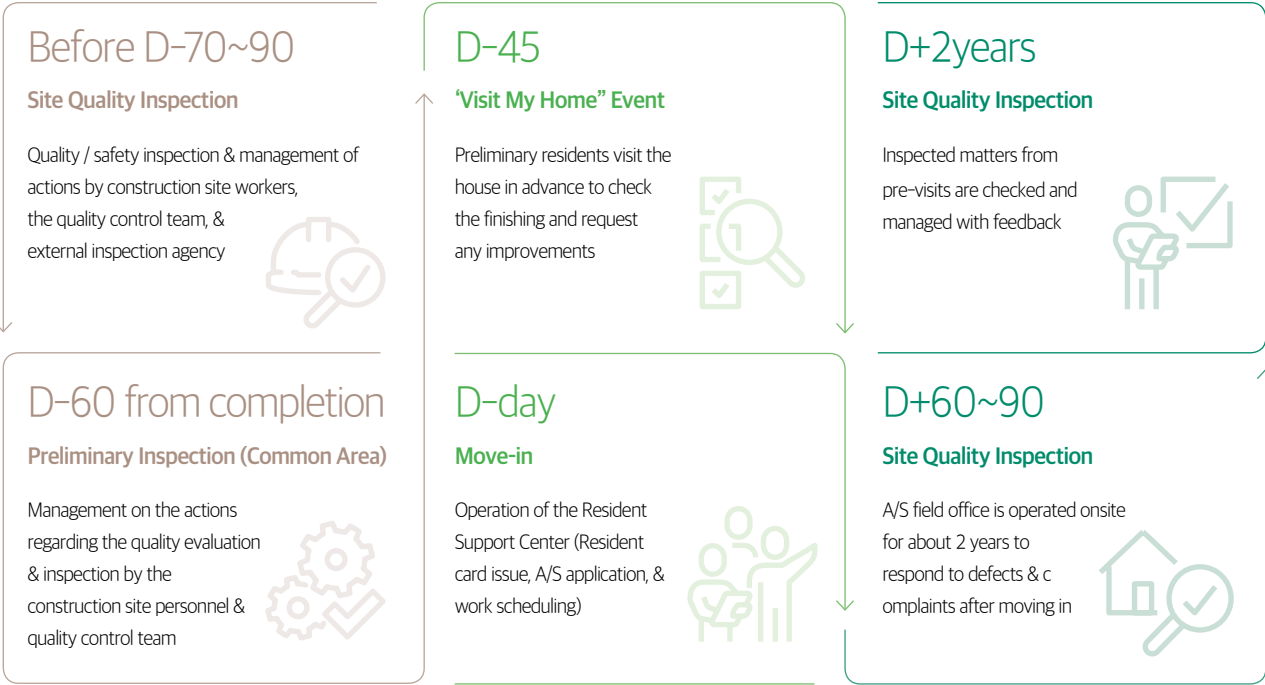 Before D-70~90
Site Quality Inspection
Quality / safety inspection & management of
actions by construction site workers,
the quality control team, &
external inspection agency
D-60 from completion
Preliminary Inspection (Common Area)
Management on the actions
regarding the quality evaluation
& inspection by the
construction site personnel &
quality control team
D-45
‘Visit My Home” Event
Preliminary residents visit the
house in advance to check
the finishing and request
any improvements
D-day
Move-in
Operation of the Resident
Support Center (Resident
card issue, A/S application, &
work scheduling)
D+60~90
Site Quality Inspection
A/S field office is operated onsite
for about 2 years to
respond to defects & c
omplaints after moving in
D+2years
Site Quality Inspection
Inspected matters from
pre-visits are checked and
managed with feedback